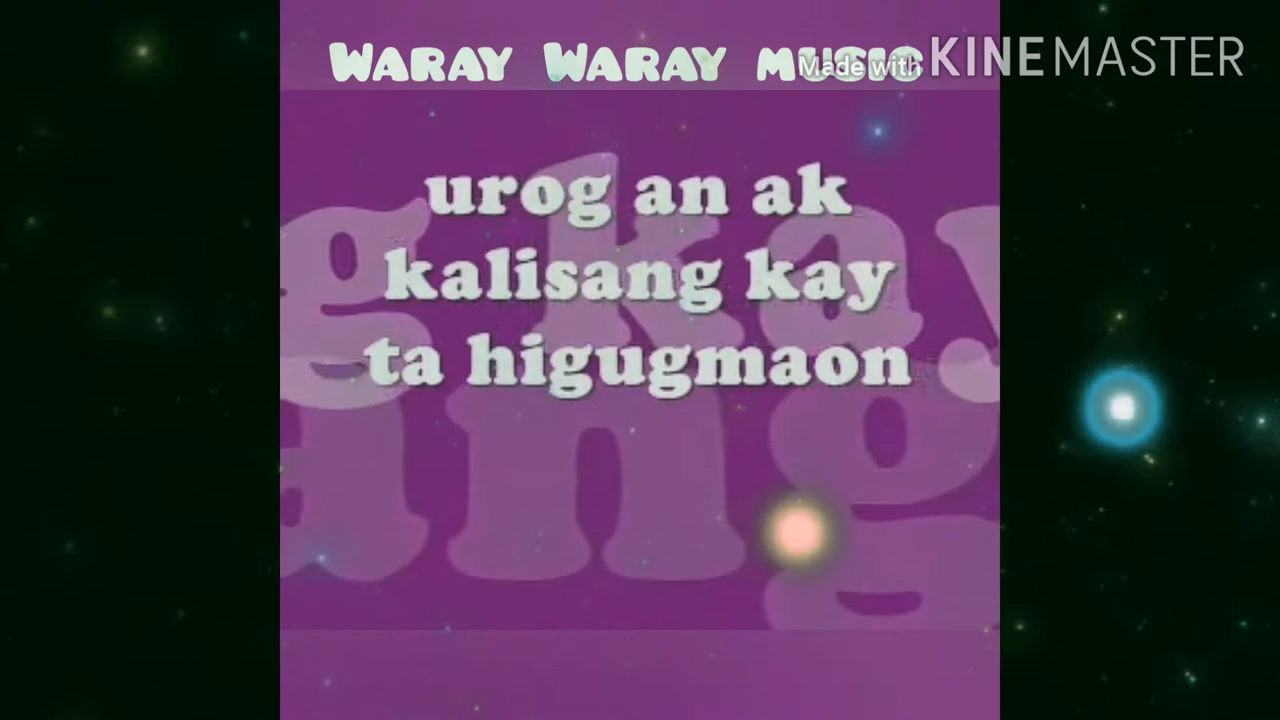 WARAY WARAY MUSIC
Made with KINEMASTER
urog an ak
kalisang kay
ta higugmaon